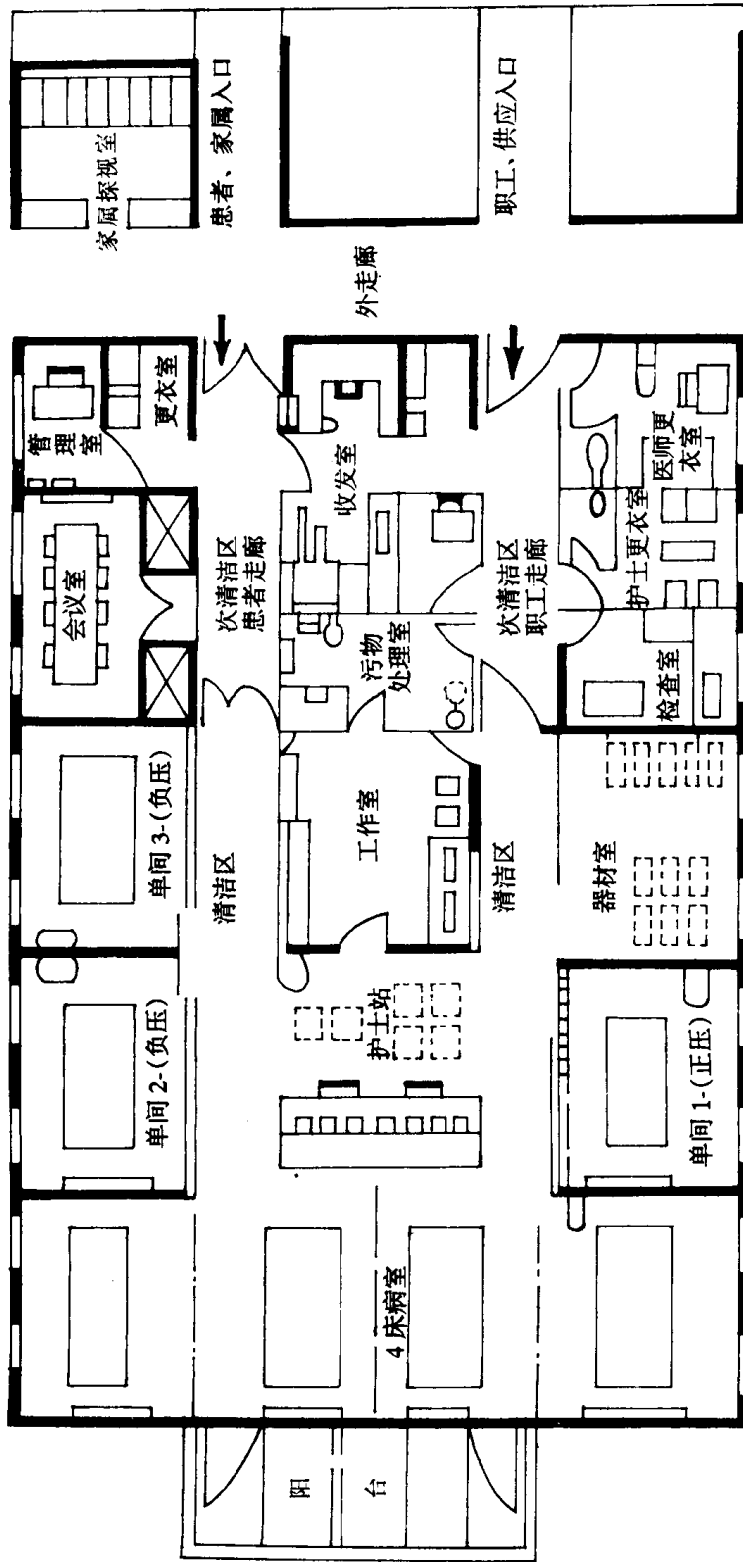 家属探视室
患者、家属入口
职工、供应入口
外走廊
管理室
更衣室
收发室
医师更
衣室
护士更衣室
会议室
次清洁区
患者走廊
污物
处理室
次清洁区
职工走廊
检查室
单间 3-(负压)
清洁区
工作室
清洁区
器材室
单间 2-(负压)
护士站
单间 1-(正压)
4 床病室
阳
台